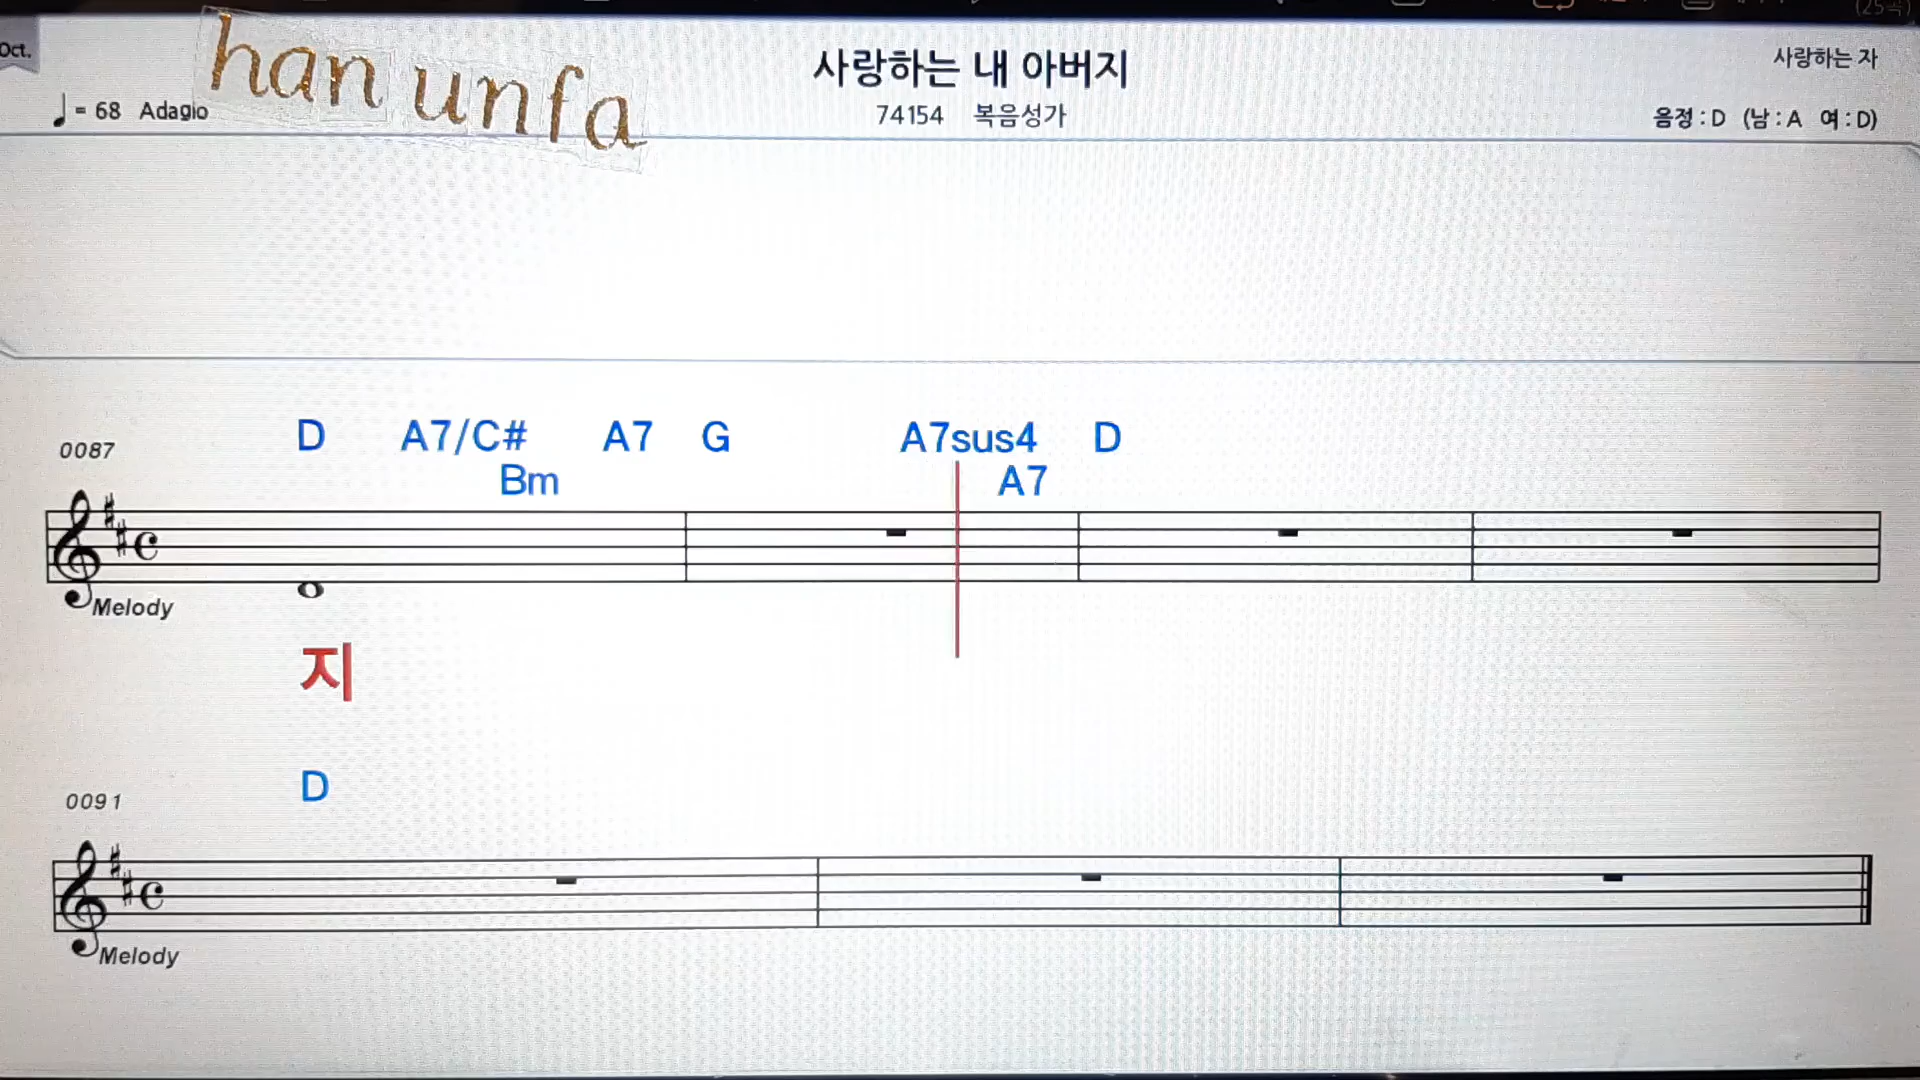 Oct.
han unfa
사랑하는 내 아버지
사랑하는 자
♩= 68 Adagio
74154 복음성가
음정 : D (남 : A 여 : D)
0087
D A7/C# A7 G A7sus4 D
Bm A7
Melody
지
0091
D
Melody